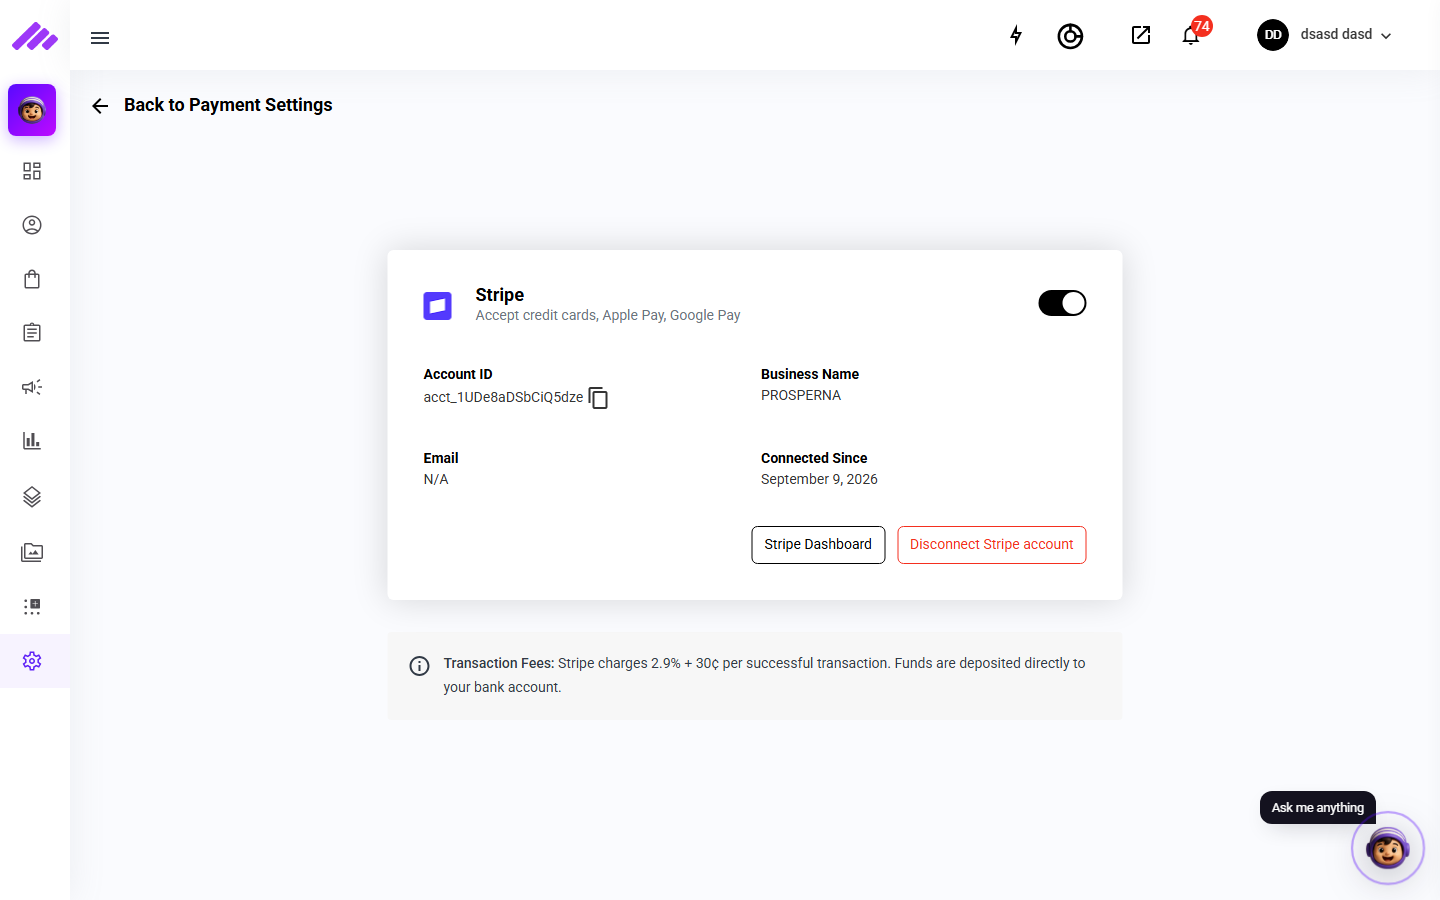 74
DD
dsasd dasd
Back to Payment Settings
Stripe
Accept credit cards, Apple Pay, Google Pay
Account ID
acct_1UDe8aDSbCiQ5dze
Business Name
PROSPERNA
Email
N/A
Connected Since
September 9, 2026
Stripe Dashboard
Disconnect Stripe account
Transaction Fees: Stripe charges 2.9% + 30¢ per successful transaction. Funds are deposited directly to
your bank account.
Ask me anything